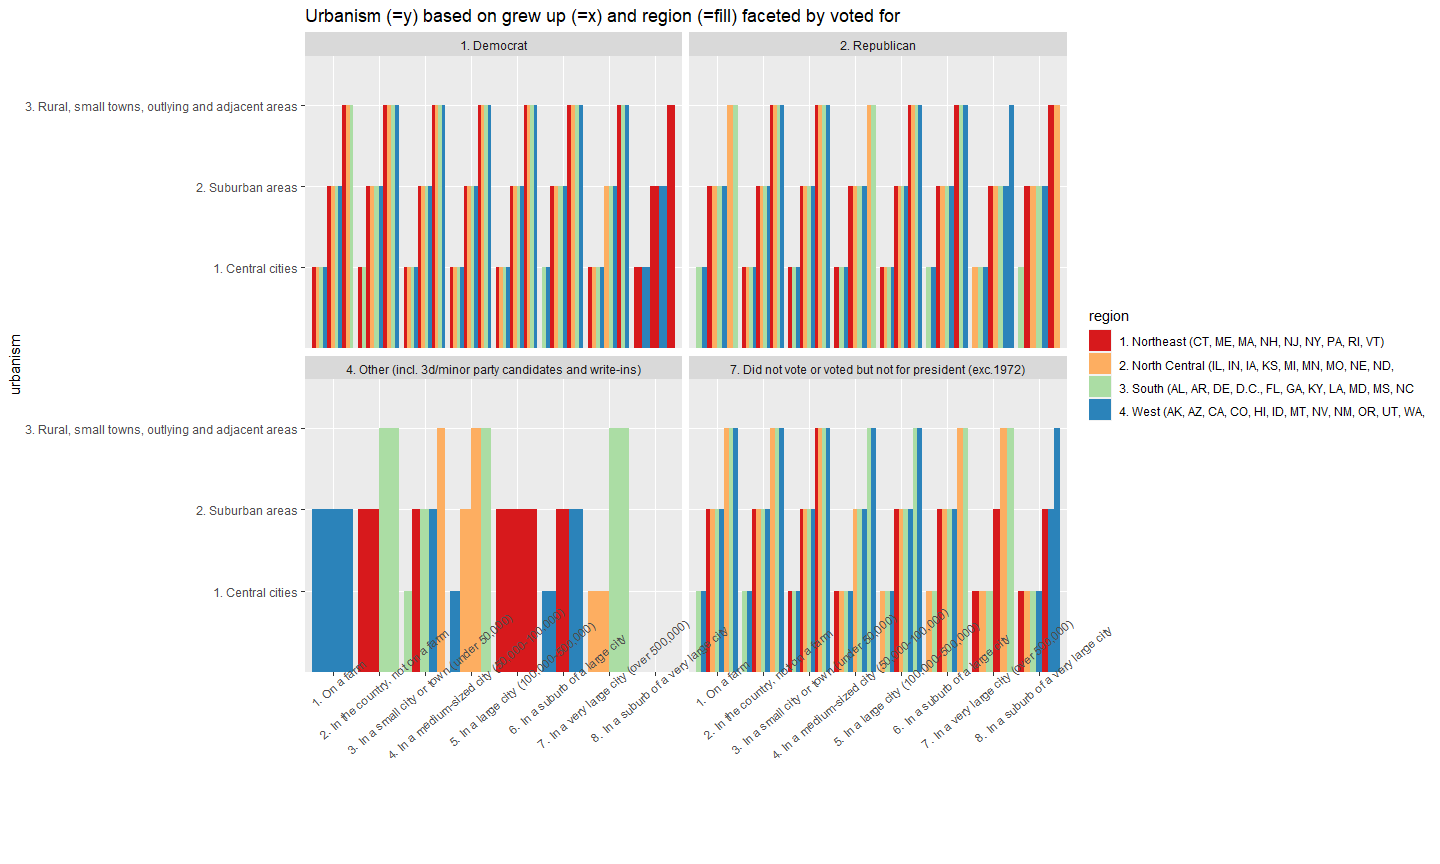 Urbanism (=y) based on grew up (=x) and region (=fill) faceted by voted for
1. Democrat
2. Republican
3. Rural, small towns, outlying and adjacent areas
2. Suburban areas
1. Central cities
urbanism
4. Other (incl. 3d/minor party candidates and write-ins)
7. Did not vote or voted but not for president (exc.1972)
3. Rural, small towns, outlying and adjacent areas
2. Suburban areas
1. Central cities
1. On a farm
2. In the country, not on a farm
3. In a small city or town (under 50,000)
4. In a medium-sized city (50,000-100,000)
5. In a large city (100,000-500,000)
6. In a suburb of a large city
7. In a very large city (over 500,000)
8. In a suburb of a very large city
1. On a farm
2. In the country, not on a farm
3. In a small city or town (under 50,000)
4. In a medium-sized city (50,000-100,000)
5. In a large city (100,000-500,000)
6. In a suburb of a large city
7. In a very large city (over 500,000)
8. In a suburb of a very large city
region
1. Northeast (CT, ME, MA, NH, NJ, NY, PA, RI, VT)
2. North Central (IL, IN, IA, KS, MI, MN, MO, NE, ND,
3. South (AL, AR, DE, D.C., FL, GA, KY, LA, MD, MS, NC
4. West (AK, AZ, CA, CO, HI, ID, MT, NV, NM, OR, UT, WA,